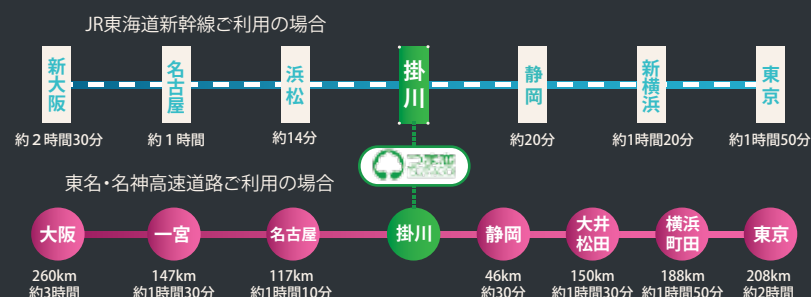 JR東海道新幹線ご利用の場合
新大阪
名古屋
浜松
掛川
静岡
新横浜
東京
約2時間30分
約1時間
約14分
約20分
約1時間20分
約1時間50分
東名・名神高速道路ご利用の場合
大阪
一宮
名古屋
掛川
静岡
大井
松田
横浜
町田
東京
260km
約3時間
147km
約1時間30分
117km
約1時間10分
46km
約30分
150km
約1時間30分
188km
約1時間50分
208km
約2時間